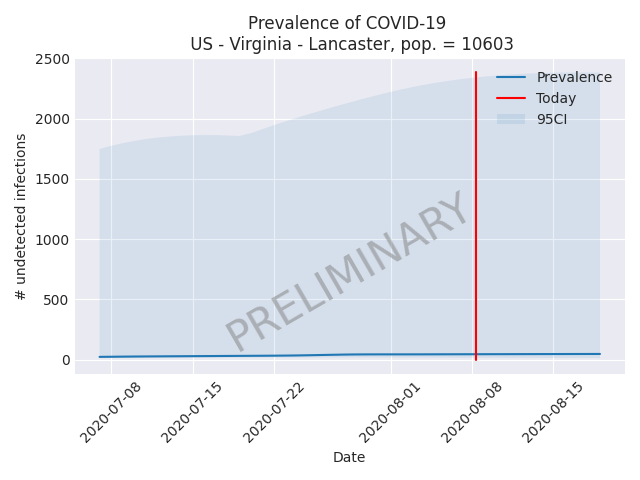 Prevalence of COVID-19
US - Virginia - Lancaster, pop. = 10603
# undetected infections
2500
2000
1500
1000
500
0
Prevalence
Today
95CI
PRELIMINARY
2020-07-08
2020-07-15
2020-07-22
2020-08-01
2020-08-08
2020-08-15
Date